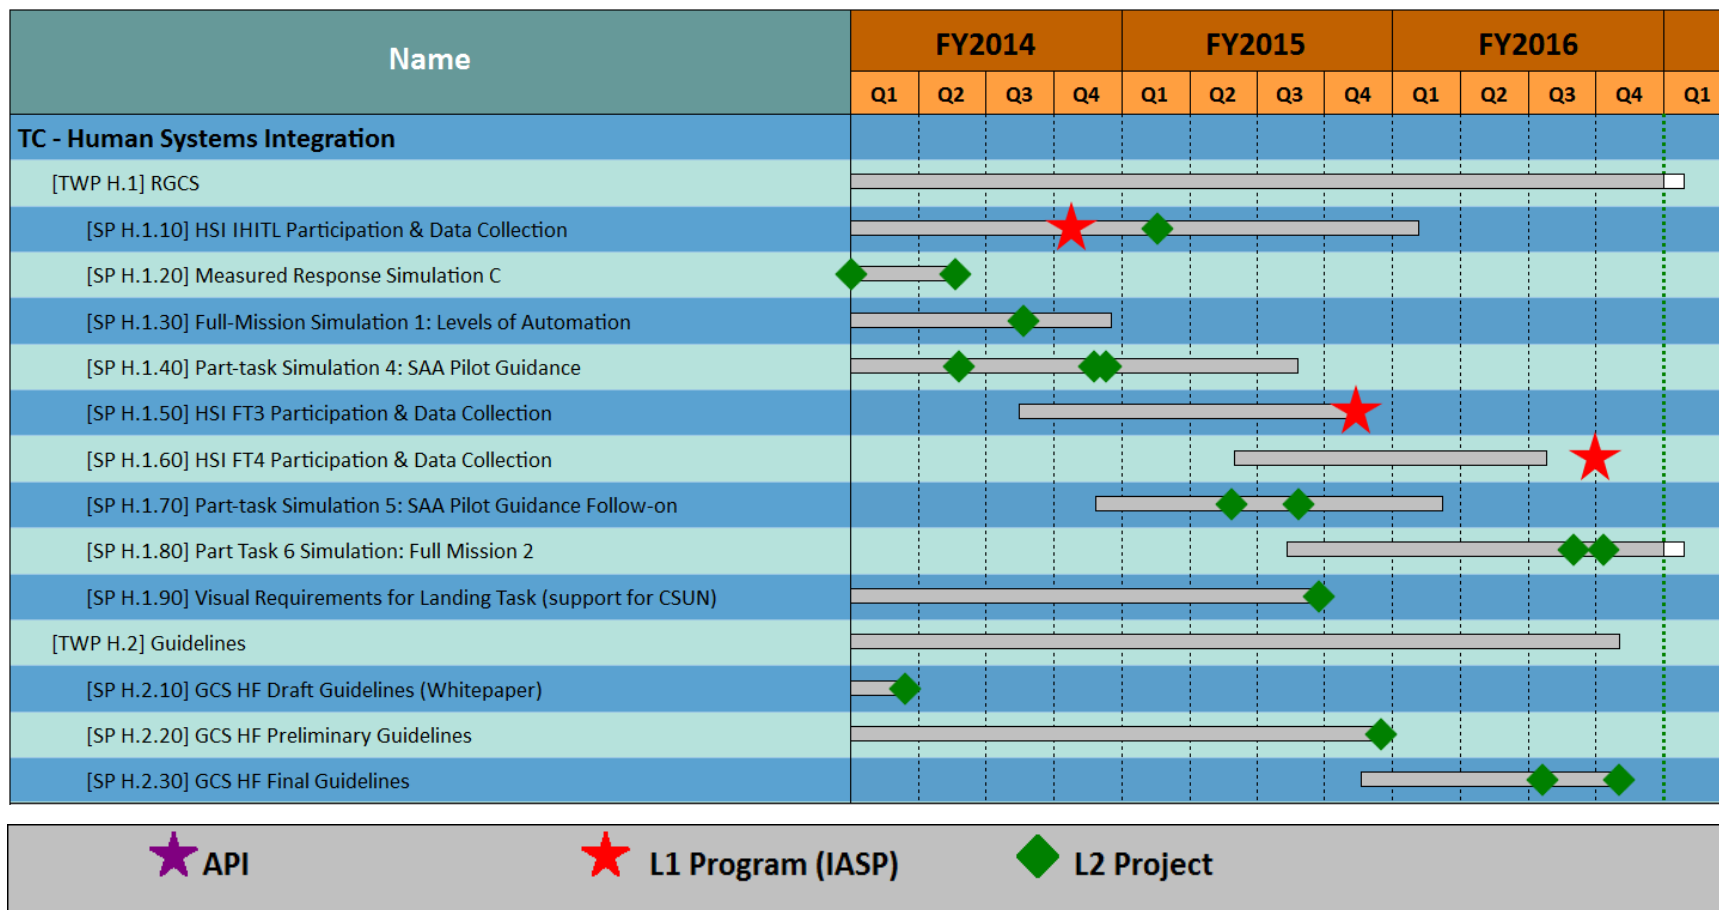 Name
FY2014 FY2015 FY2016
Q1 Q2 Q3 Q4 Q1 Q2 Q3 Q4 Q1 Q2 Q3 Q4 Q1
TC - Human Systems Integration
[TWP H.1] RGCS
[SP H.1.10] HSI IHITL Participation & Data Collection
[SP H.1.20] Measured Response Simulation C
[SP H.1.30] Full-Mission Simulation 1: Levels of Automation
[SP H.1.40] Part-task Simulation 4: SAA Pilot Guidance
[SP H.1.50] HSI FT3 Participation & Data Collection
[SP H.1.60] HSI FT4 Participation & Data Collection
[SP H.1.70] Part-task Simulation 5: SAA Pilot Guidance Follow-on
[SP H.1.80] Part Task 6 Simulation: Full Mission 2
[SP H.1.90] Visual Requirements for Landing Task (support for CSUN)
[TWP H.2] Guidelines
[SP H.2.10] GCS HF Draft Guidelines (Whitepaper)
[SP H.2.20] GCS HF Preliminary Guidelines
[SP H.2.30] GCS HF Final Guidelines
API L1 Program (IASP) L2 Project